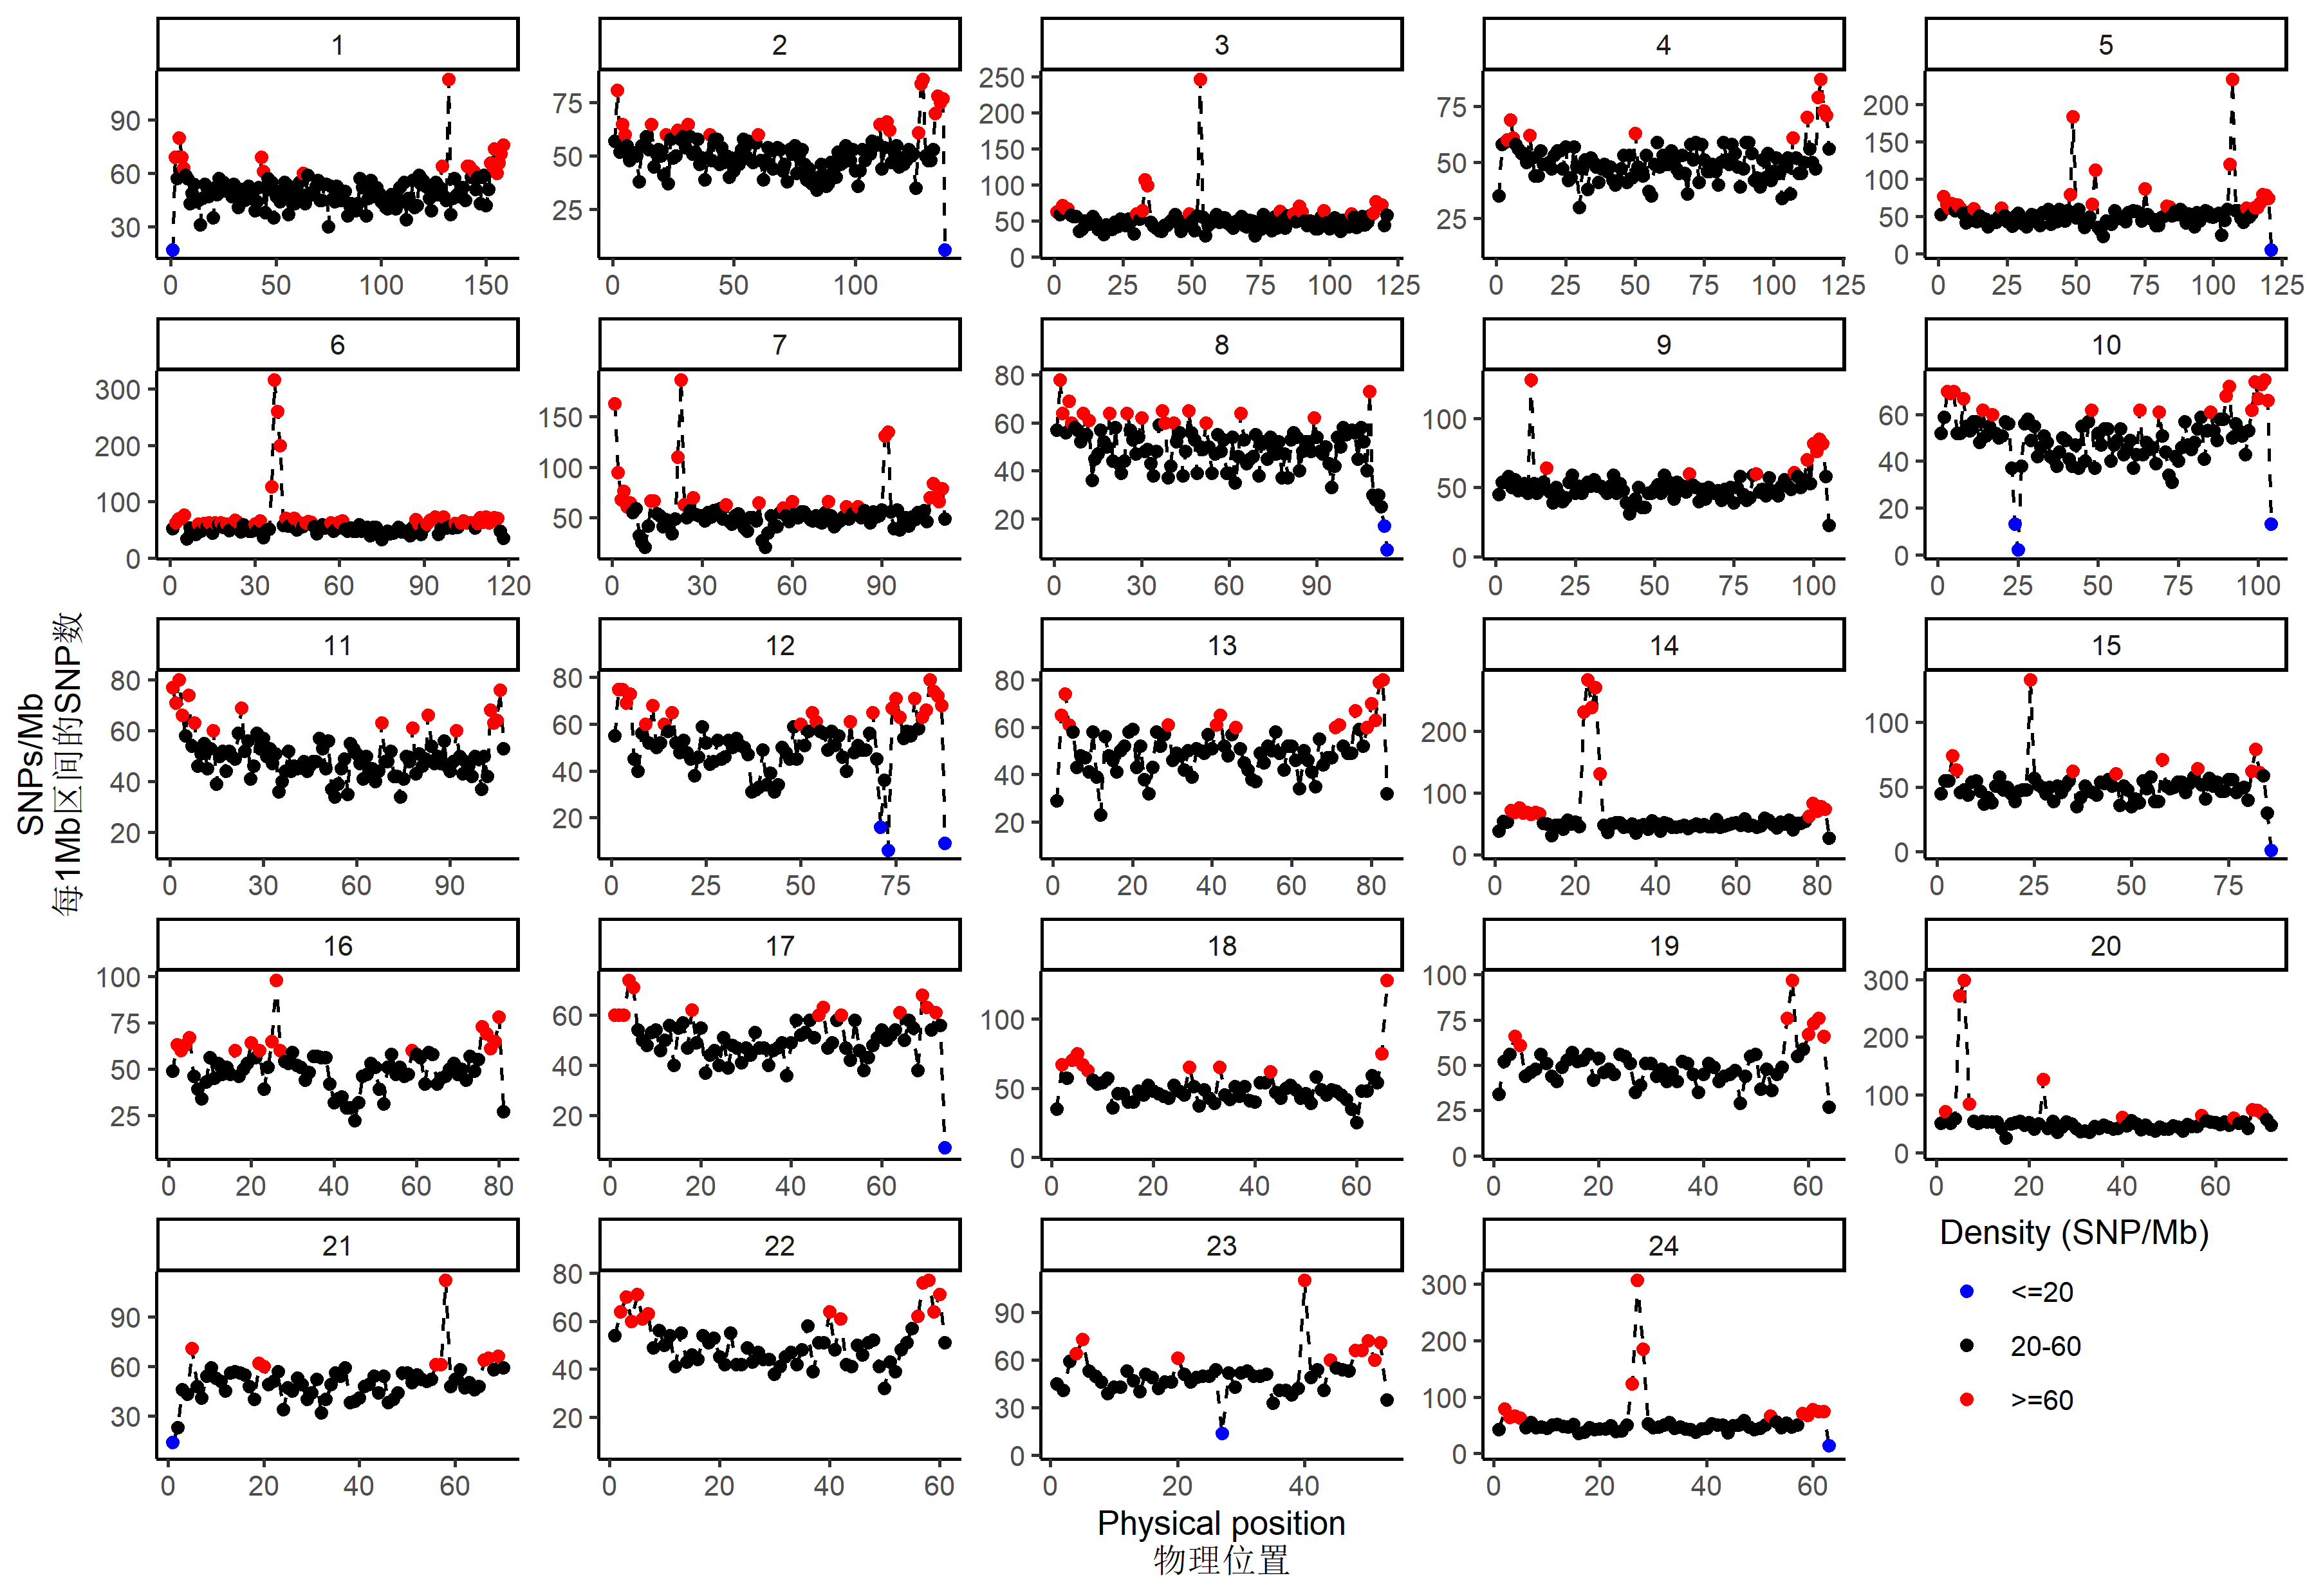 1 2 3 4 5
90
60
30
0 50 100 150
75
50
25
0 50 100
250
200
150
100
50
0
0 25 50 75 100 125
75
50
25
0 25 50 75 100 125
200
150
100
50
0
0 25 50 75 100 125
6 7 8 9 10
300
200
100
0
0 30 60 90 120
150
100
50
0 30 60 90
80
60
40
20
0 30 60 90
100
50
0
0 25 50 75 100
60
40
20
0
0 25 50 75 100
SNPs/Mb
每1Mb区间的SNP数
11 12 13 14 15
80
60
40
20
0 30 60 90
80
60
40
20
0 25 50 75
80
60
40
20
0 20 40 60 80
200
100
0
0 20 40 60 80
100
50
0
0 25 50 75
16 17 18 19 20
100
75
50
25
0 20 40 60 80
60
40
20
0 20 40 60
100
50
0
0 20 40 60
100
75
50
25
0
0 20 40 60
300
200
100
0
0 20 40 60
21 22 23 24
90
60
30
0 20 40 60
80
60
40
20
0 20 40 60
90
60
30
0
0 20 40
300
200
100
0
0 20 40 60
Density (SNP/Mb)
<=20
20-60
>=60
Physical position
物理位置